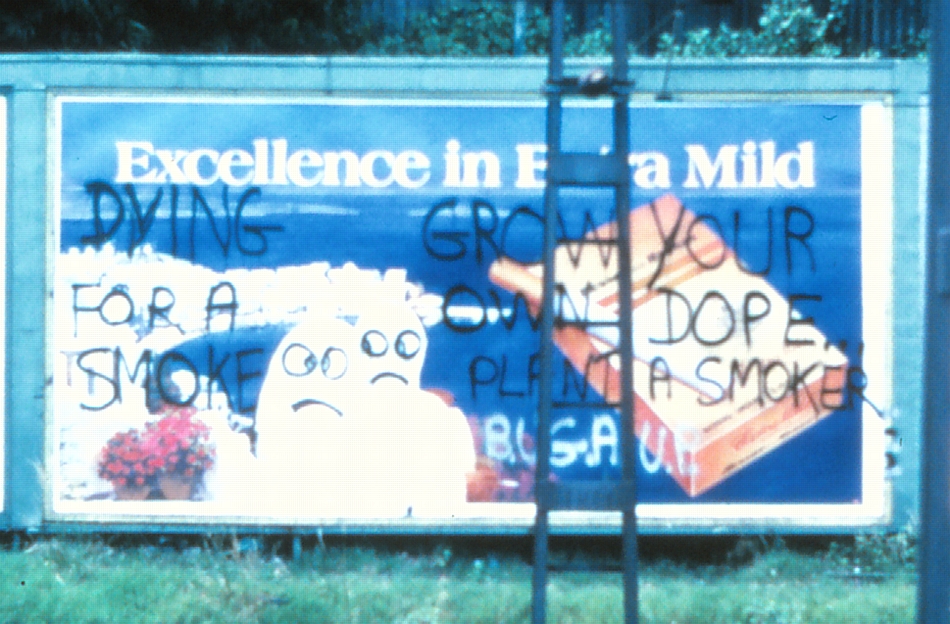 Excellence in Extra Mild
DYING
FOR A
SMOKE
GROW YOUR
OWN DOPE...
PLANT A SMOKER
B.U.G.A U.P.